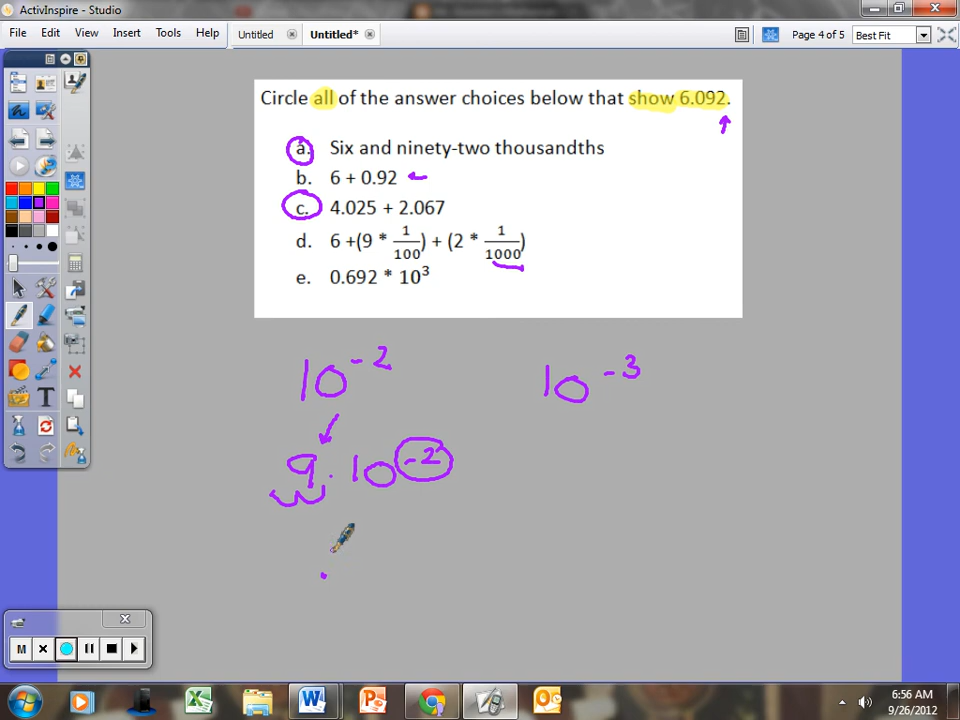 ActivInspire - Studio
File Edit View Insert Tools Help Untitled Untitled* Page 4 of 5 Best Fit
Circle all of the answer choices below that show 6.092.
a. Six and ninety-two thousandths
b. 6 + 0.92
c. 4.025 + 2.067
d. 6 +(9 * 1/100) + (2 * 1/1000)
e. 0.692 * 10³
10⁻² 10⁻³
9 · 10⁻²
.
M
6:56 AM
9/26/2012